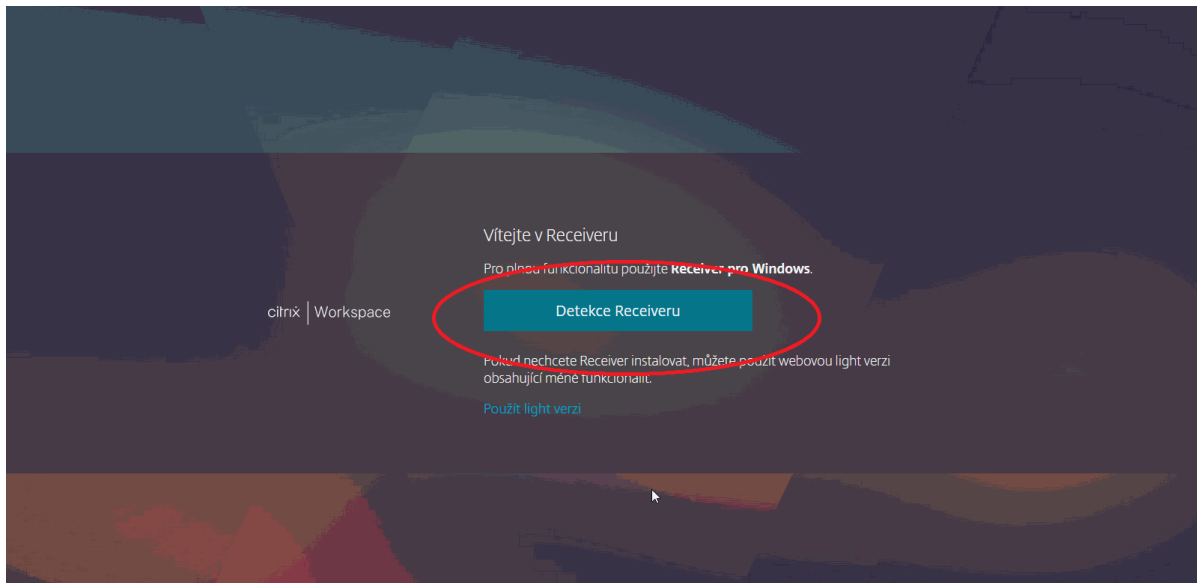 Vítejte v Receiveru
Pro plnou funkcionalitu použijte Receiver pro Windows.
citrix | Workspace
Detekce Receiveru
Pokud nechcete Receiver instalovat, můžete použít webovou light verzi
obsahující méně funkcionalit.
Použít light verzi